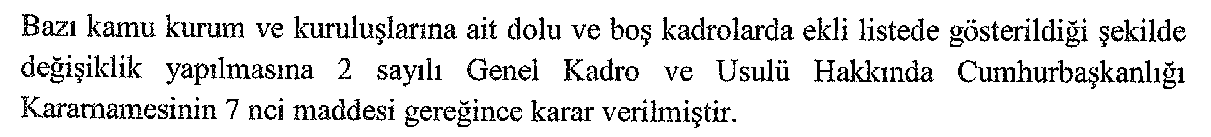 Bazı kamu kurum ve kuruluşlarına ait dolu ve boş kadrolarda ekli listede gösterildiği şekilde
değişiklik yapılmasına 2 sayılı Genel Kadro ve Usulü Hakkında Cumhurbaşkanlığı
Kararnamesinin 7 nci maddesi gereğince karar verilmiştir.